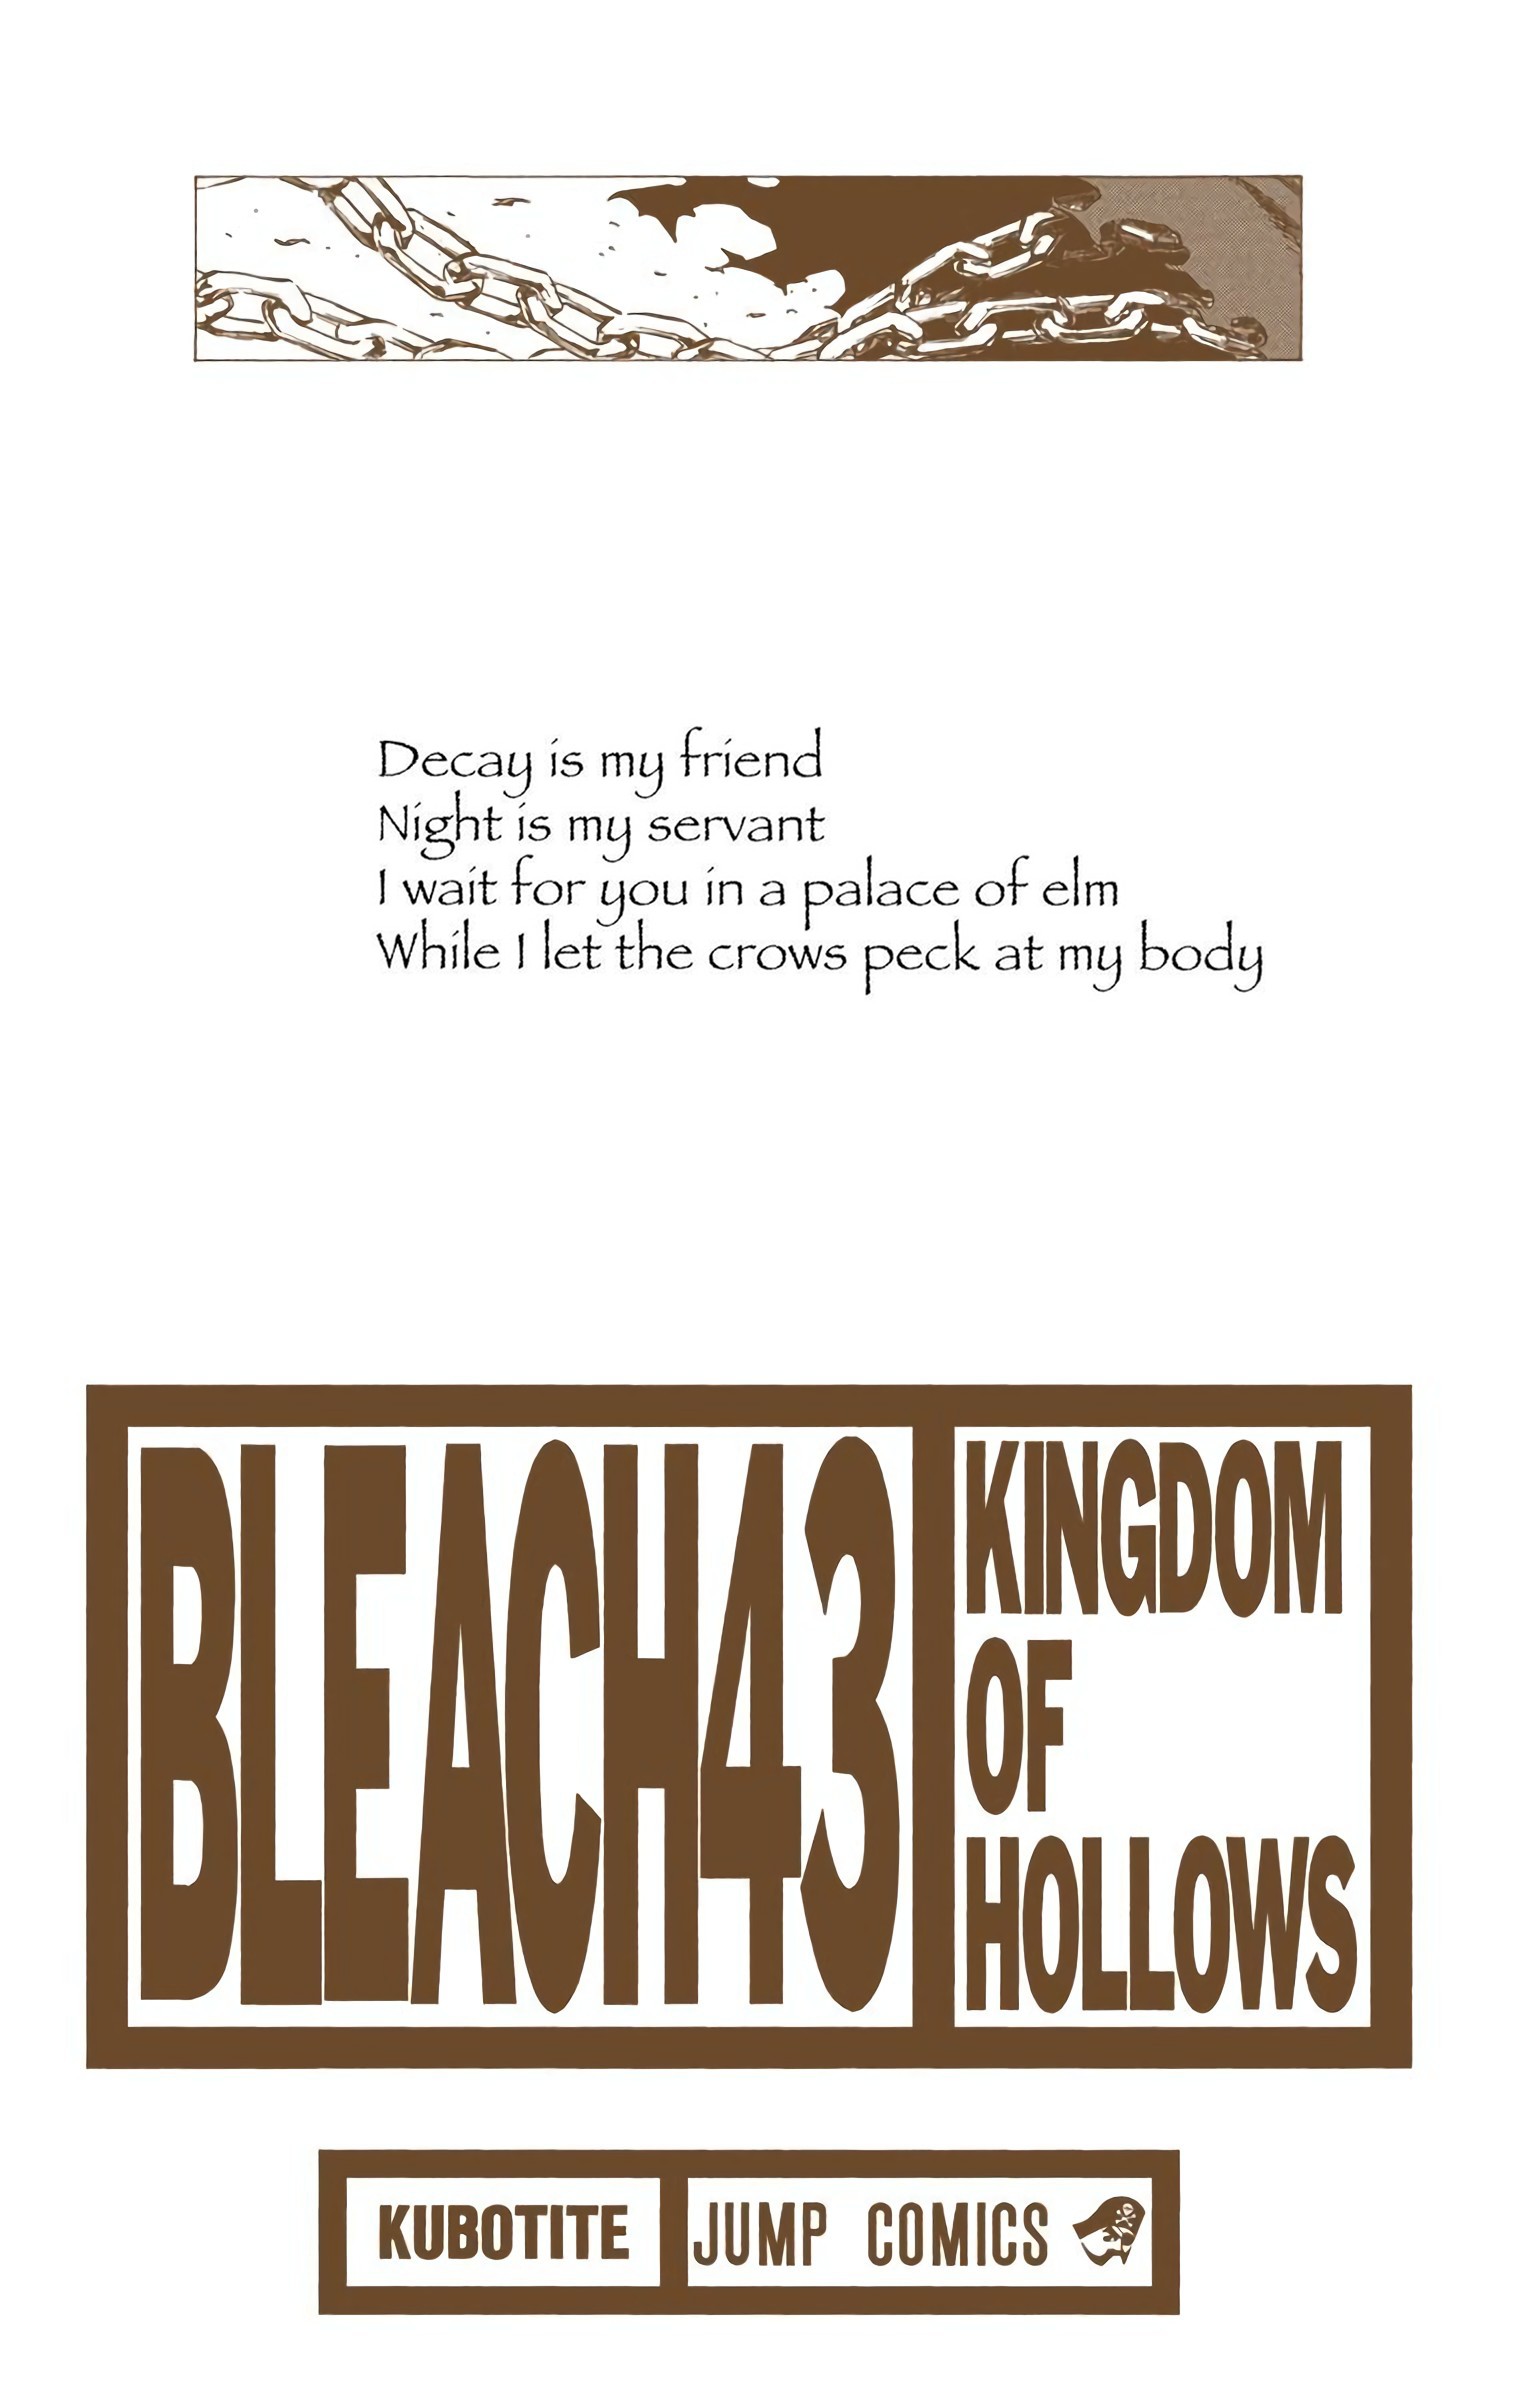 Decay is my friend
Night is my servant
I wait for you in a palace of elm
While I let the crows peck at my body
BLEACH43
KINGDOM
OF
HOLLOWS
KUBOTITE
JUMP COMICS